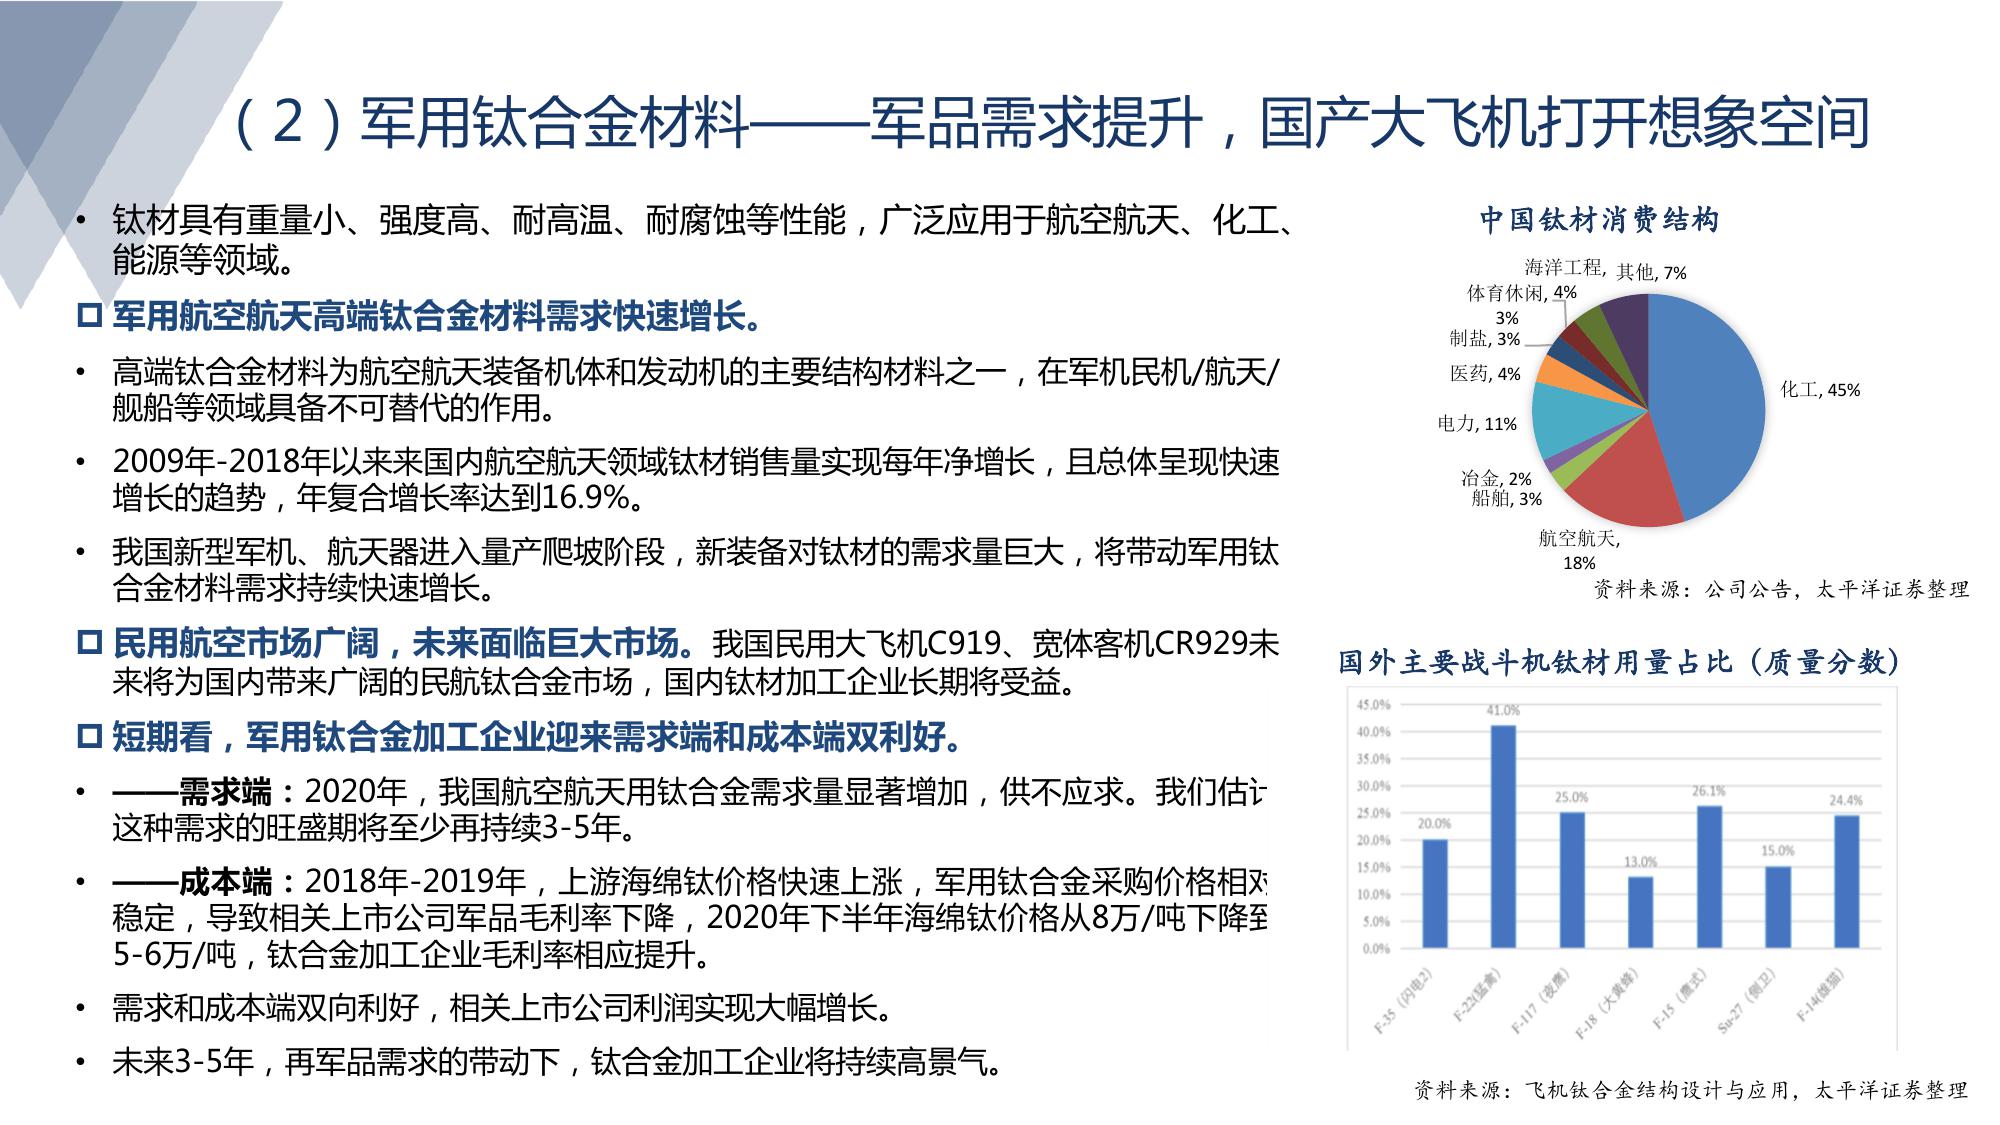 （2）军用钛合金材料——军品需求提升，国产大飞机打开想象空间
• 钛材具有重量小、强度高、耐高温、耐腐蚀等性能，广泛应用于航空航天、化工、
能源等领域。
军用航空航天高端钛合金材料需求快速增长。
• 高端钛合金材料为航空航天装备机体和发动机的主要结构材料之一，在军机民机/航天/
舰船等领域具备不可替代的作用。
• 2009年-2018年以来来国内航空航天领域钛材销售量实现每年净增长，且总体呈现快速
增长的趋势，年复合增长率达到16.9%。
• 我国新型军机、航天器进入量产爬坡阶段，新装备对钛材的需求量巨大，将带动军用钛
合金材料需求持续快速增长。
民用航空市场广阔，未来面临巨大市场。我国民用大飞机C919、宽体客机CR929未
来将为国内带来广阔的民航钛合金市场，国内钛材加工企业长期将受益。
短期看，军用钛合金加工企业迎来需求端和成本端双利好。
• ——需求端：2020年，我国航空航天用钛合金需求量显著增加，供不应求。我们估计
这种需求的旺盛期将至少再持续3-5年。
• ——成本端：2018年-2019年，上游海绵钛价格快速上涨，军用钛合金采购价格相对
稳定，导致相关上市公司军品毛利率下降，2020年下半年海绵钛价格从8万/吨下降到
5-6万/吨，钛合金加工企业毛利率相应提升。
• 需求和成本端双向利好，相关上市公司利润实现大幅增长。
• 未来3-5年，再军品需求的带动下，钛合金加工企业将持续高景气。
中国钛材消费结构
海洋工程, 4%
其他, 7%
体育休闲, 3%
制盐, 3%
医药, 4%
化工, 45%
电力, 11%
冶金, 2%
船舶, 3%
航空航天,
18%
资料来源：公司公告，太平洋证券整理
国外主要战斗机钛材用量占比（质量分数）
45.0%
40.0%
35.0%
30.0%
25.0%
20.0%
15.0%
10.0%
5.0%
0.0%
20.0%
41.0%
25.0%
13.0%
26.1%
15.0%
24.4%
F-35（闪电2）
F-22(猛禽）
F-117（夜鹰）
F-18（大黄蜂）
F-15（鹰式）
Su-27（侧卫）
F-14(雄猫）
资料来源：飞机钛合金结构设计与应用，太平洋证券整理